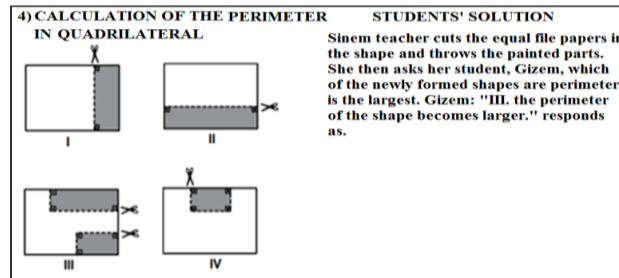 4) CALCULATION OF THE PERIMETER
IN QUADRILATERAL
STUDENTS' SOLUTION
Sinem teacher cuts the equal file papers in
the shape and throws the painted parts.
She then asks her student, Gizem, which
of the newly formed shapes are perimeter
is the largest. Gizem: "III. the perimeter
of the shape becomes larger." responds
as.
I
II
III
IV